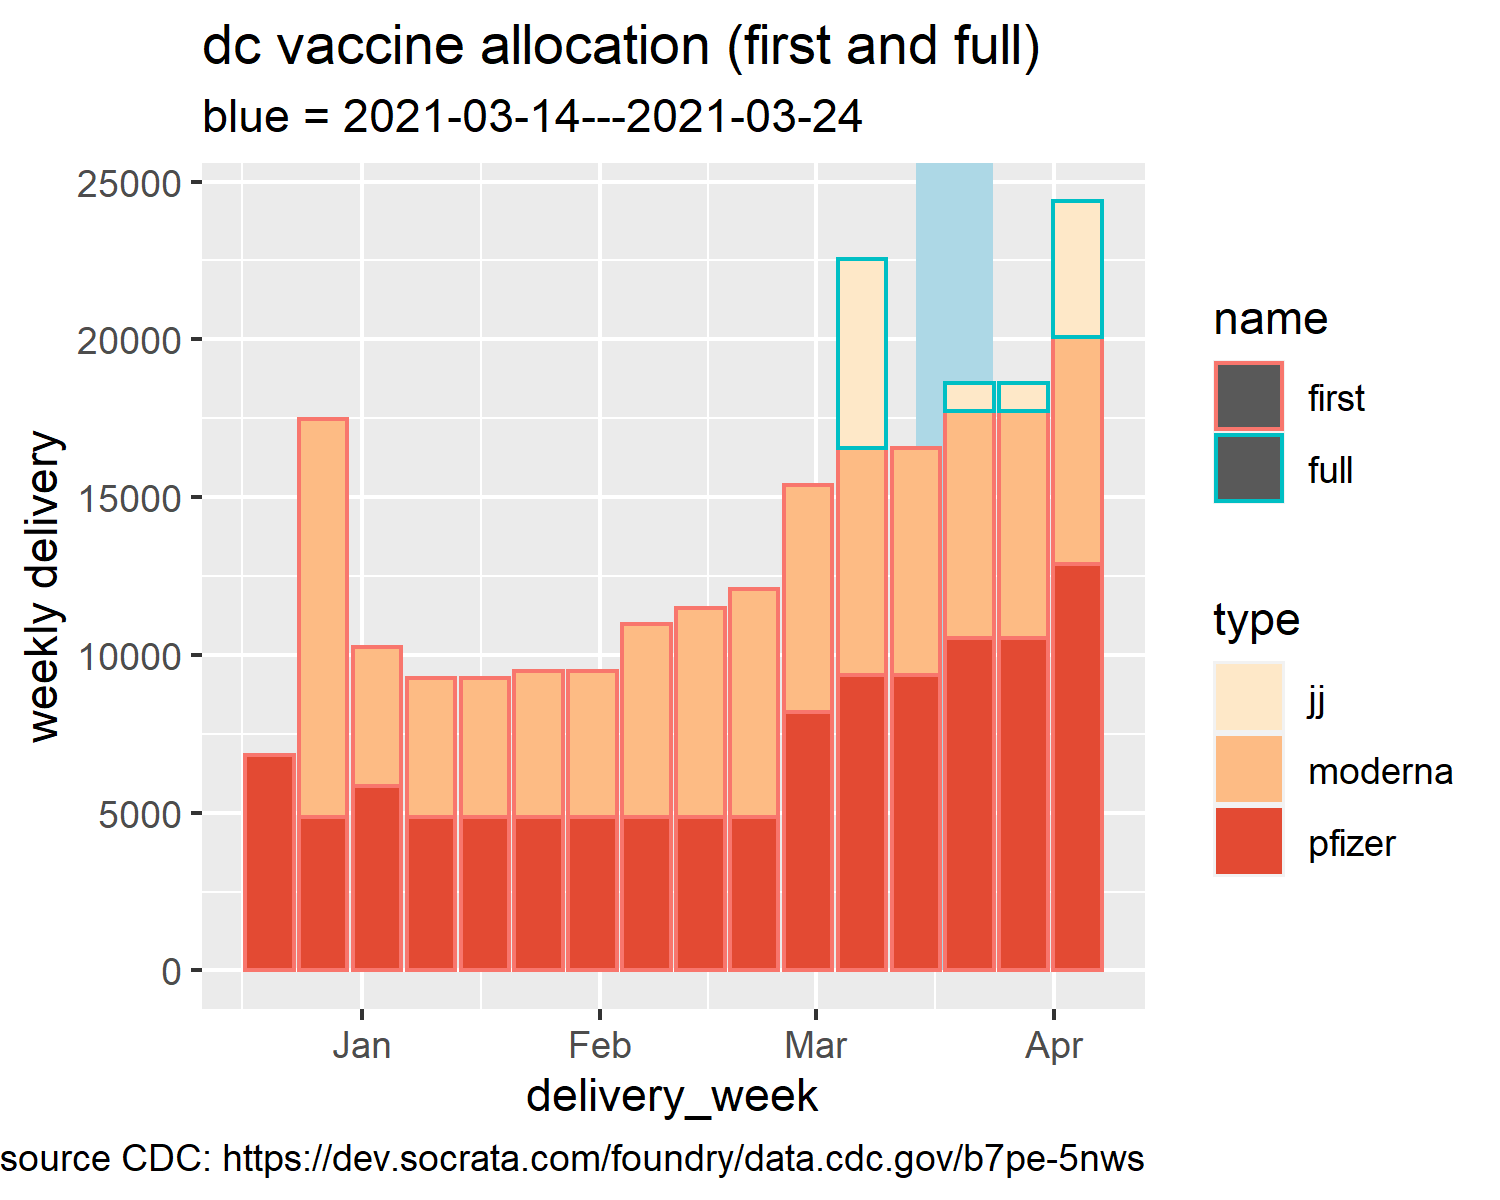 dc vaccine allocation (first and full)
blue = 2021-03-14---2021-03-24
25000
20000
15000
10000
5000
0
weekly delivery
Jan Feb Mar Apr
delivery_week
name
first
full
type
jj
moderna
pfizer
source CDC: https://dev.socrata.com/foundry/data.cdc.gov/b7pe-5nws